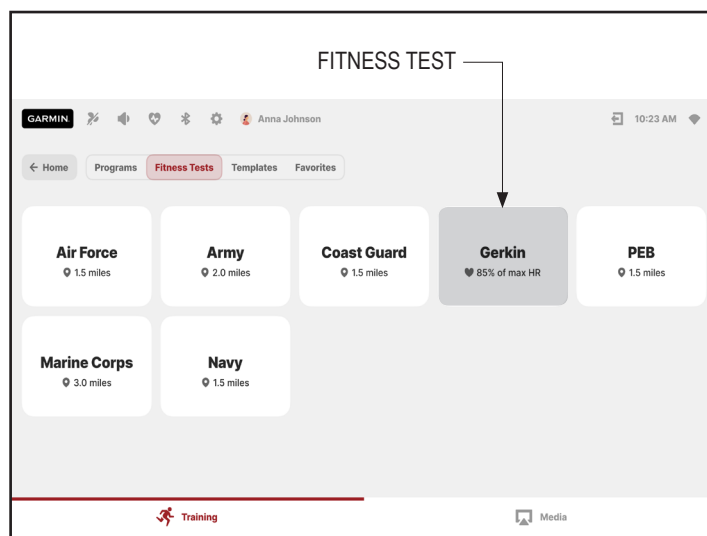 FITNESS TEST
GARMIN Anna Johnson 10:23 AM
← Home Programs Fitness Tests Templates Favorites
Air Force Army Coast Guard Gerkin PEB
1.5 miles 2.0 miles 1.5 miles 85% of max HR 1.5 miles
Marine Corps Navy
3.0 miles 1.5 miles
Training Media